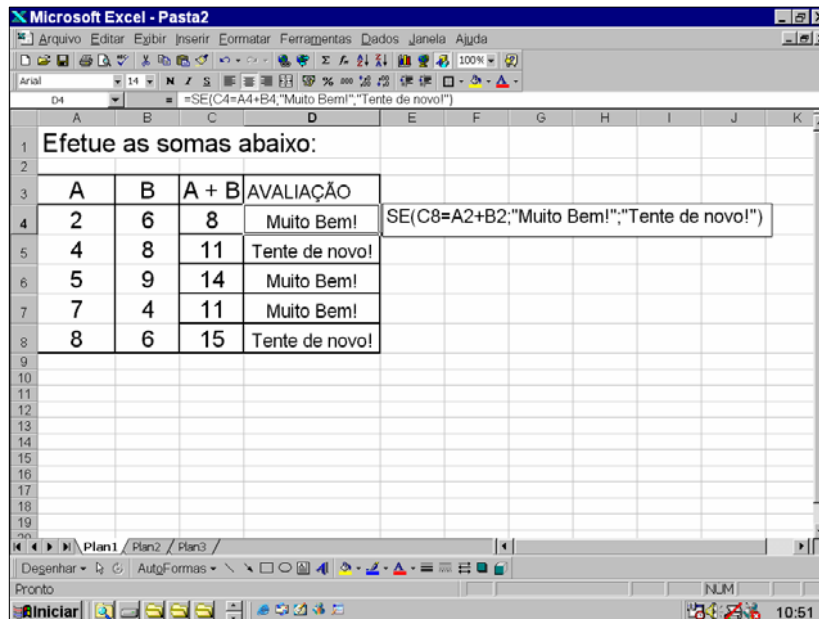 Microsoft Excel - Pasta2
Arquivo Editar Exibir Inserir Formatar Ferramentas Dados Janela Ajuda
100%
Arial 14 N I S % 000
D4 = =SE(C4=A4+B4;"Muito Bem!";"Tente de novo!")
A B C D E F G H I J K
1 Efetue as somas abaixo:
2
3 A B A + B AVALIAÇÃO
4 2 6 8 Muito Bem! SE(C8=A2+B2;"Muito Bem!";"Tente de novo!")
5 4 8 11 Tente de novo!
6 5 9 14 Muito Bem!
7 7 4 11 Muito Bem!
8 8 6 15 Tente de novo!
9
10
11
12
13
14
15
16
17
18
19
Plan1 Plan2 Plan3
Desenhar AutoFormas
Pronto NUM
Iniciar 10:51